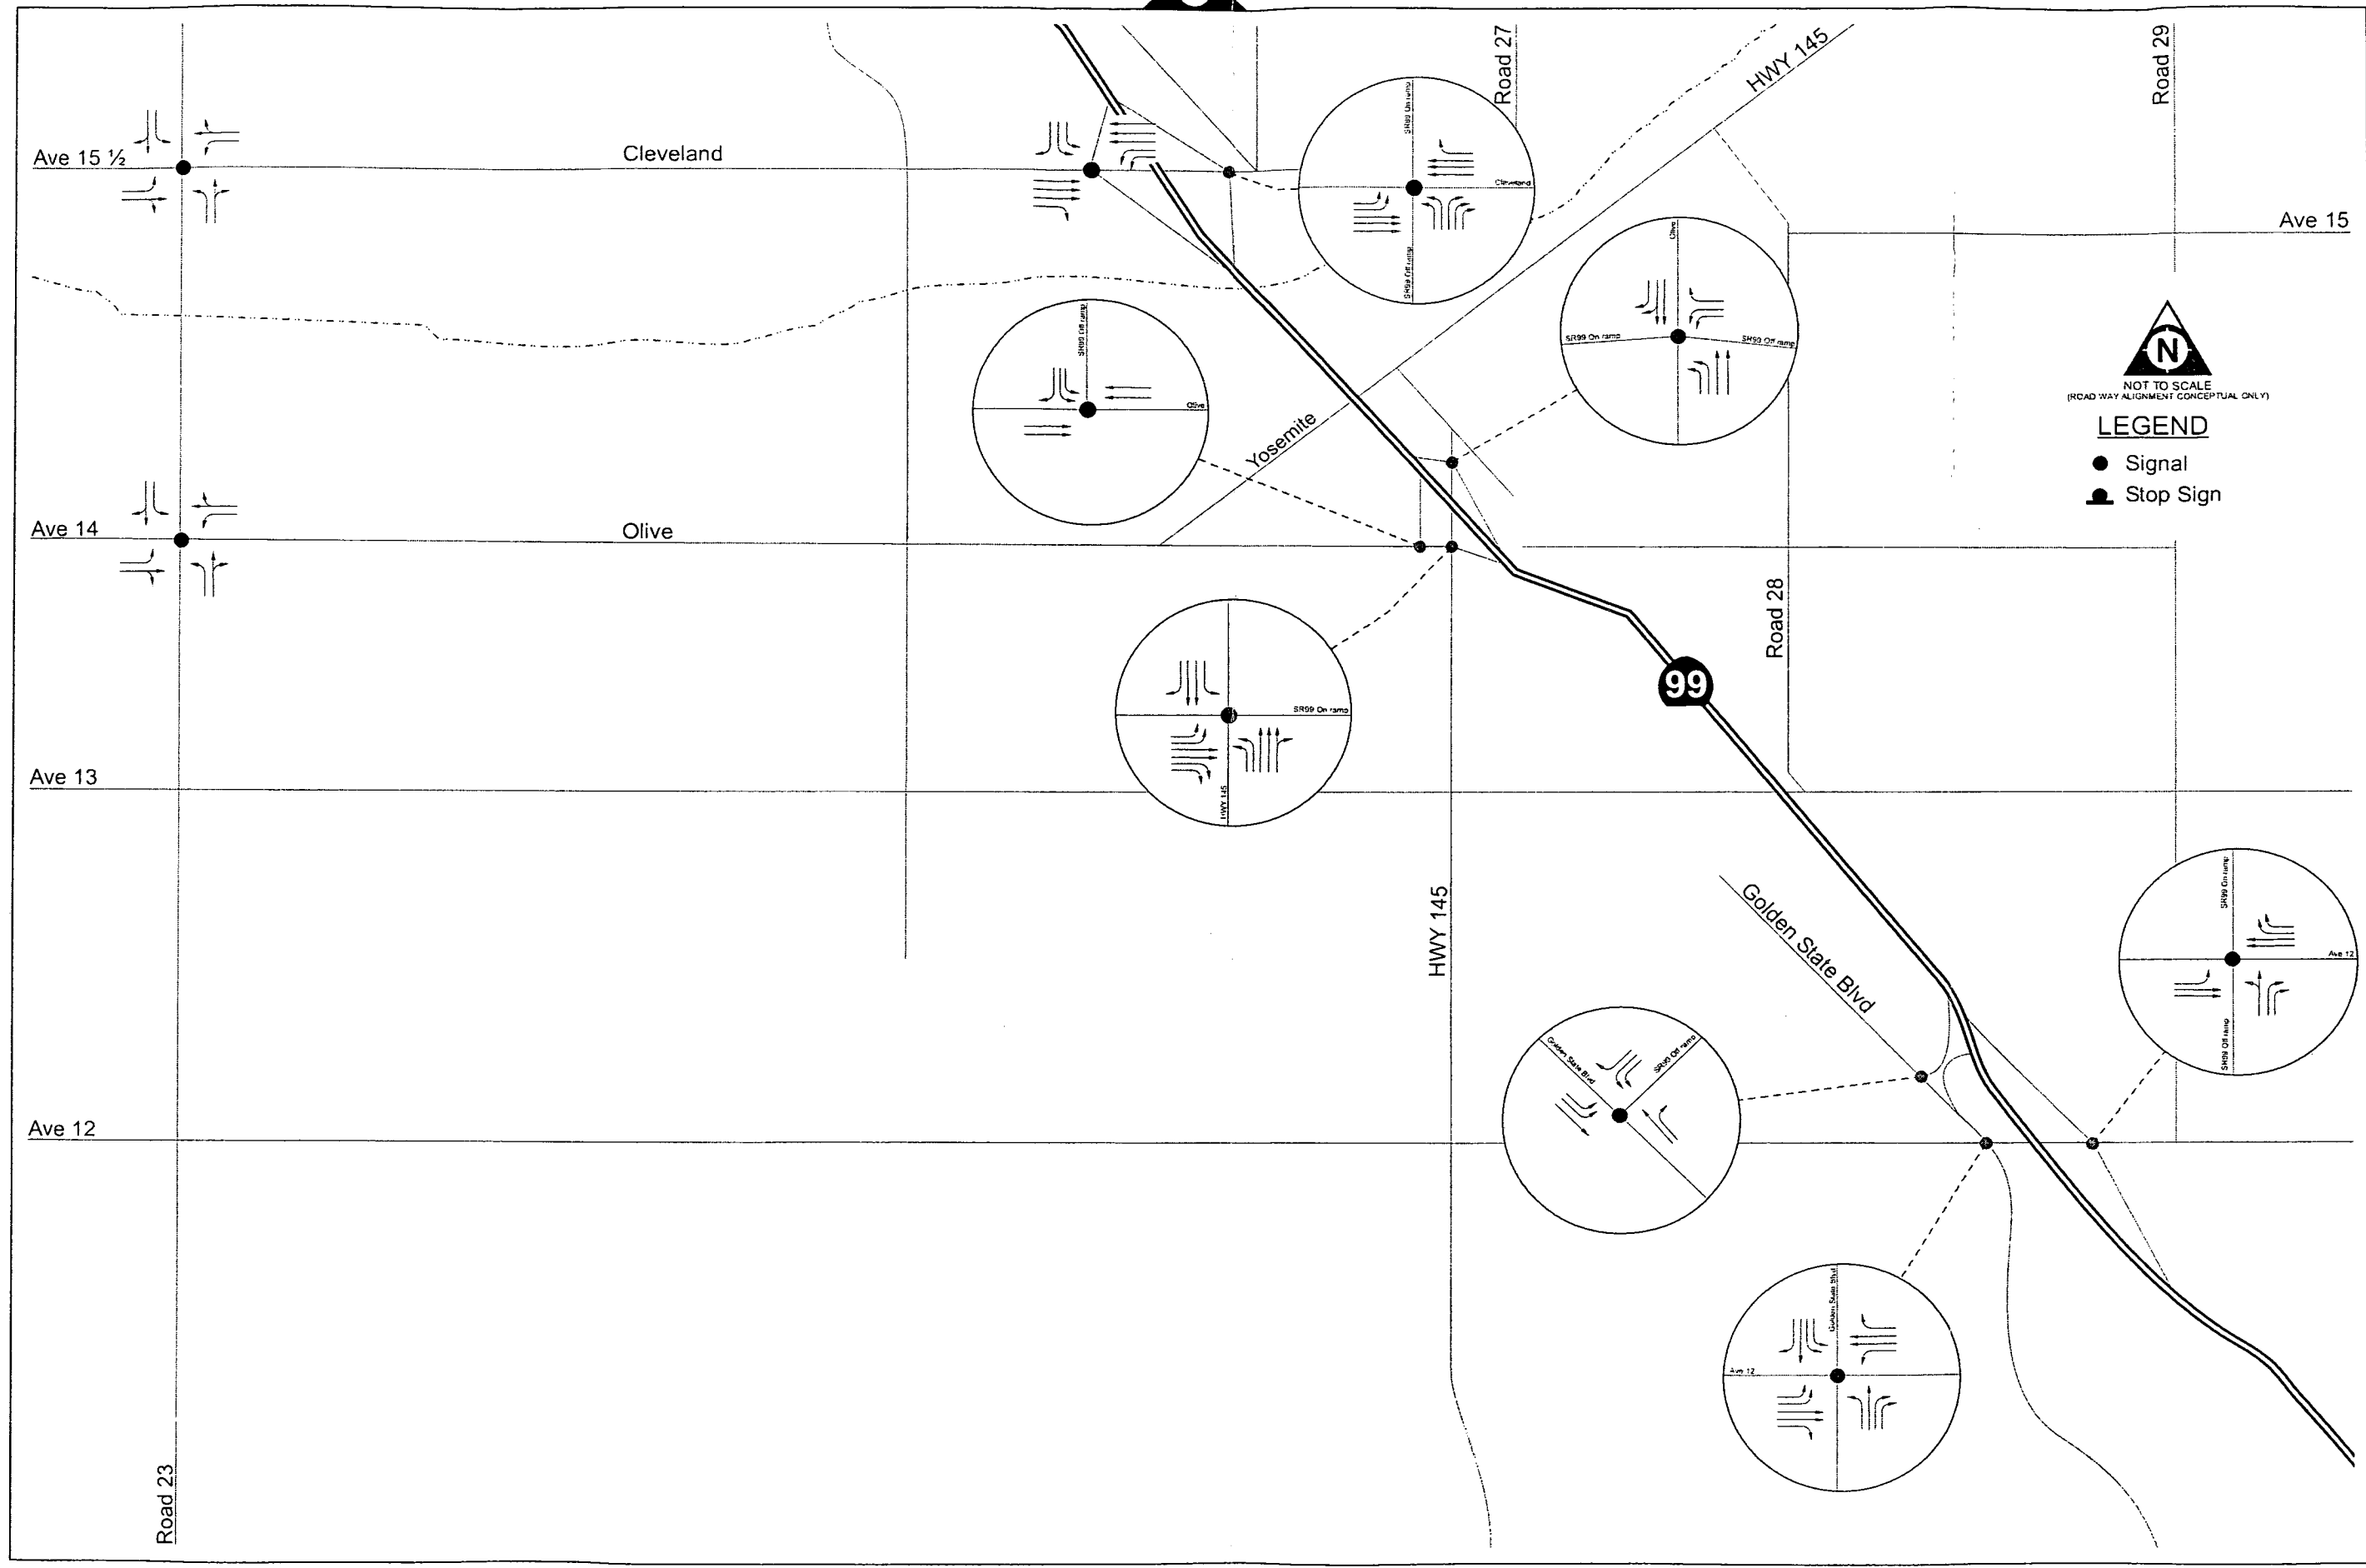 Road 27
HWY 145
Road 29
Ave 15 ½
Cleveland
SR99 On ramp
Cleveland
SR99 Off ramp
Ave 15
Olive
SR99 On ramp
SR99 Off ramp
N
NOT TO SCALE
(ROAD WAY ALIGNMENT CONCEPTUAL ONLY)
LEGEND
Signal
Stop Sign
SR99 Off ramp
Olive
Yosemite
Ave 14
Olive
Road 28
SR99 On ramp
HWY 145
99
Ave 13
HWY 145
Golden State Blvd
SR99 On ramp
Ave 12
SR99 Off ramp
Golden State Blvd
SR99 Off ramp
Ave 12
Golden State Blvd
Ave 12
Road 23